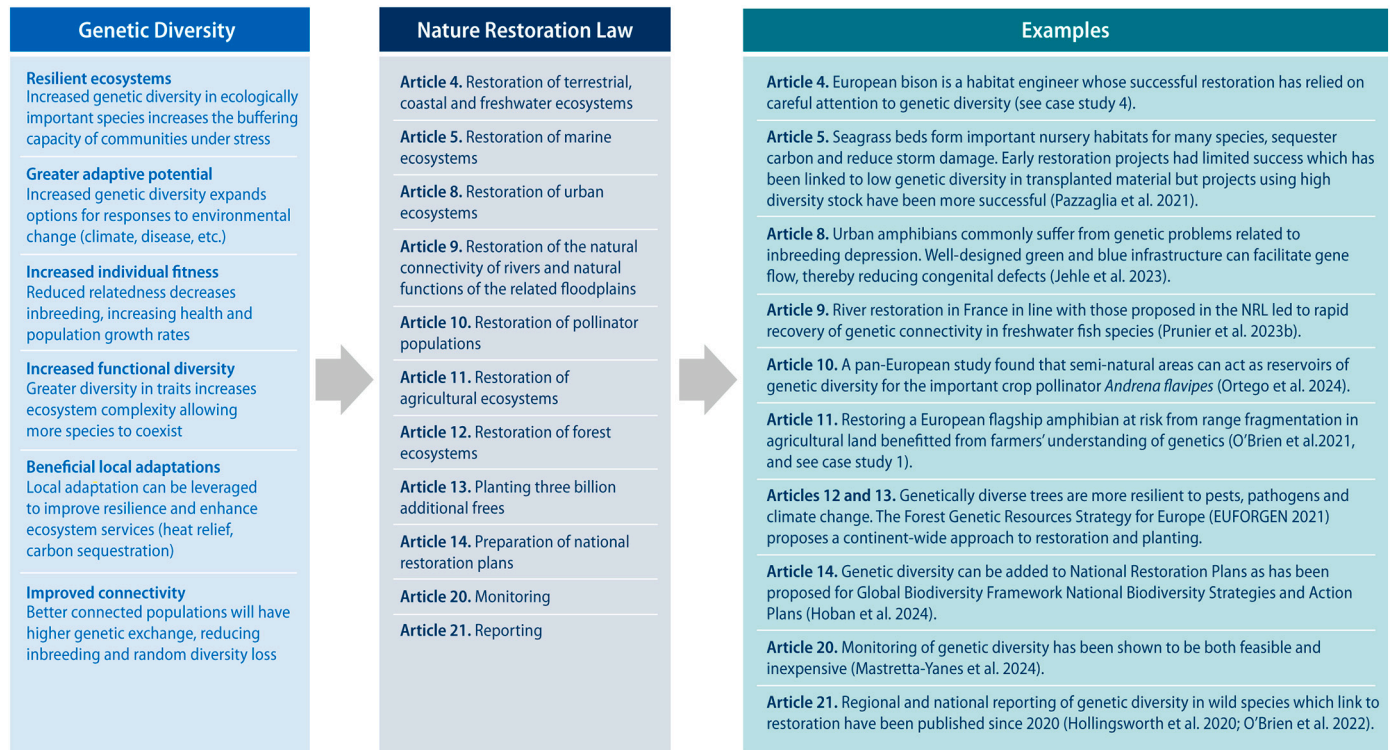 Genetic Diversity
Resilient ecosystems
Increased genetic diversity in ecologically
important species increases the buffering
capacity of communities under stress
Greater adaptive potential
Increased genetic diversity expands
options for responses to environmental
change (climate, disease, etc.)
Increased individual fitness
Reduced relatedness decreases
inbreeding, increasing health and
population growth rates
Increased functional diversity
Greater diversity in traits increases
ecosystem complexity allowing
more species to coexist
Beneficial local adaptations
Local adaptation can be leveraged
to improve resilience and enhance
ecosystem services (heat relief,
carbon sequestration)
Improved connectivity
Better connected populations will have
higher genetic exchange, reducing
inbreeding and random diversity loss
Nature Restoration Law
Article 4. Restoration of terrestrial,
coastal and freshwater ecosystems
Article 5. Restoration of marine
ecosystems
Article 8. Restoration of urban
ecosystems
Article 9. Restoration of the natural
connectivity of rivers and natural
functions of the related floodplains
Article 10. Restoration of pollinator
populations
Article 11. Restoration of
agricultural ecosystems
Article 12. Restoration of forest
ecosystems
Article 13. Planting three billion
additional frees
Article 14. Preparation of national
restoration plans
Article 20. Monitoring
Article 21. Reporting
Examples
Article 4. European bison is a habitat engineer whose successful restoration has relied on
careful attention to genetic diversity (see case study 4).
Article 5. Seagrass beds form important nursery habitats for many species, sequester
carbon and reduce storm damage. Early restoration projects had limited success which has
been linked to low genetic diversity in transplanted material but projects using high
diversity stock have been more successful (Pazzaglia et al. 2021).
Article 8. Urban amphibians commonly suffer from genetic problems related to
inbreeding depression. Well-designed green and blue infrastructure can facilitate gene
flow, thereby reducing congenital defects (Jehle et al. 2023).
Article 9. River restoration in France in line with those proposed in the NRL led to rapid
recovery of genetic connectivity in freshwater fish species (Prunier et al. 2023b).
Article 10. A pan-European study found that semi-natural areas can act as reservoirs of
genetic diversity for the important crop pollinator Andrena flavipes (Ortego et al. 2024).
Article 11. Restoring a European flagship amphibian at risk from range fragmentation in
agricultural land benefitted from farmers' understanding of genetics (O'Brien et al.2021,
and see case study 1).
Articles 12 and 13. Genetically diverse trees are more resilient to pests, pathogens and
climate change. The Forest Genetic Resources Strategy for Europe (EUFORGEN 2021)
proposes a continent-wide approach to restoration and planting.
Article 14. Genetic diversity can be added to National Restoration Plans as has been
proposed for Global Biodiversity Framework National Biodiversity Strategies and Action
Plans (Hoban et al. 2024).
Article 20. Monitoring of genetic diversity has been shown to be both feasible and
inexpensive (Mastretta-Yanes et al. 2024).
Article 21. Regional and national reporting of genetic diversity in wild species which link to
restoration have been published since 2020 (Hollingsworth et al. 2020; O'Brien et al. 2022).